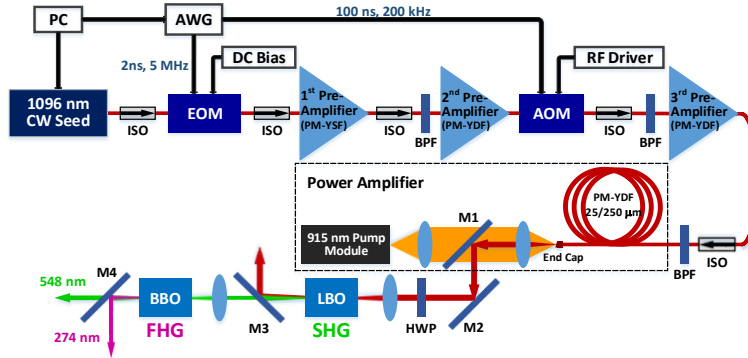 PC
AWG
100 ns, 200 kHz
2ns, 5 MHz
DC Bias
RF Driver
1096 nm
CW Seed
ISO
EOM
ISO
1st Pre-
Amplifier
(PM-YSF)
ISO
BPF
2nd Pre-
Amplifier
(PM-YDF)
AOM
ISO
BPF
3rd Pre-
Amplifier
(PM-YDF)
Power Amplifier
915 nm Pump
Module
M1
End Cap
PM-YDF
25/250 µm
BPF
ISO
M4
548 nm
274 nm
BBO
FHG
M3
LBO
SHG
HWP
M2